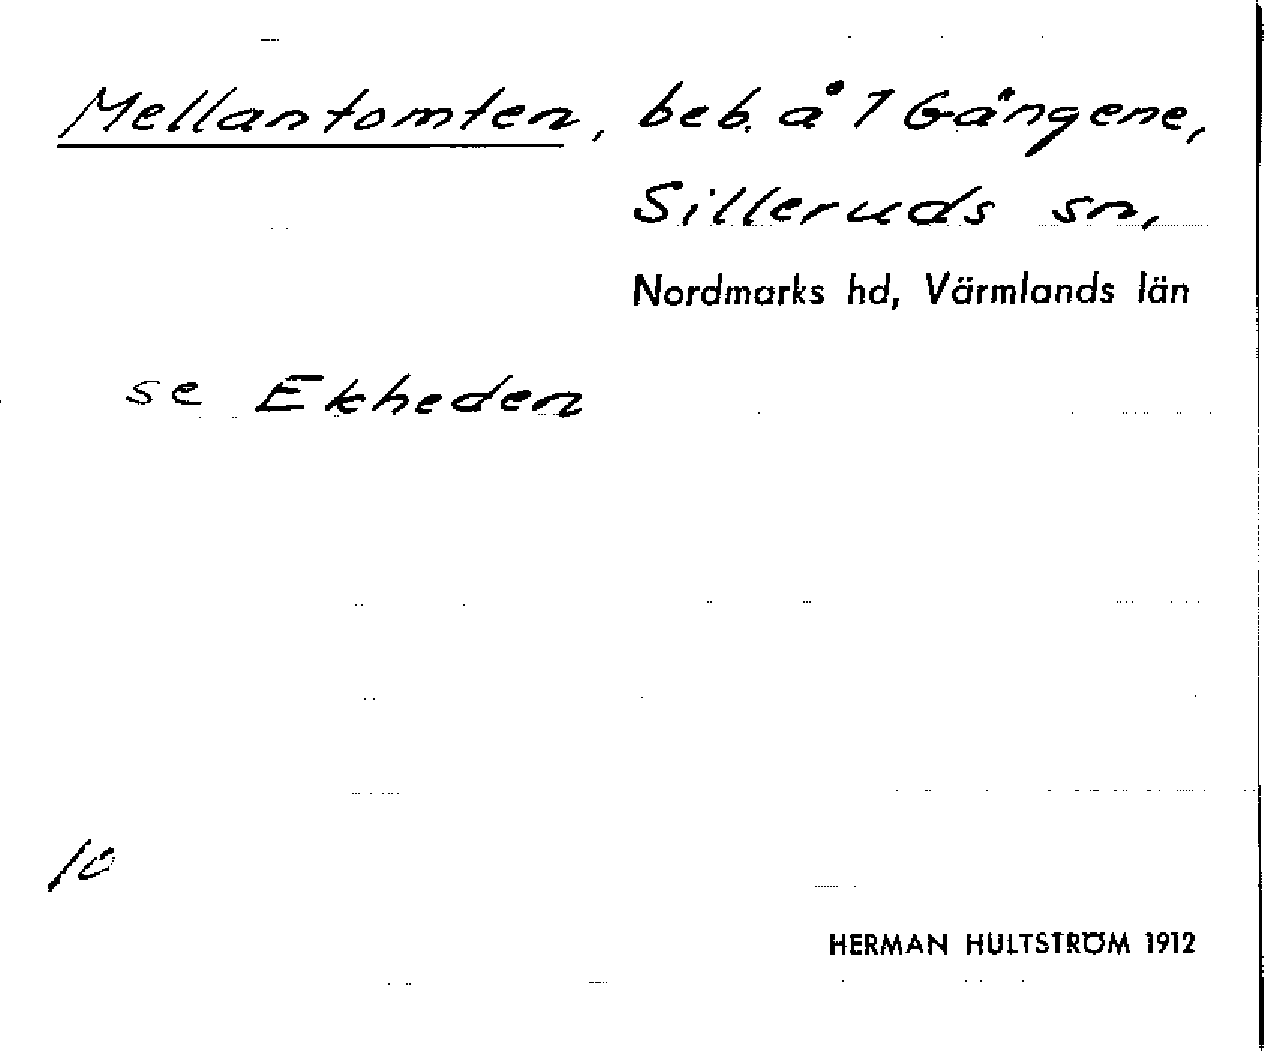 Mellantomten, beb. å 1 Gängene,
Silleruds sn,
Nordmarks hd, Värmlands län
se Ekheden
10
HERMAN HULTSTRÖM 1912